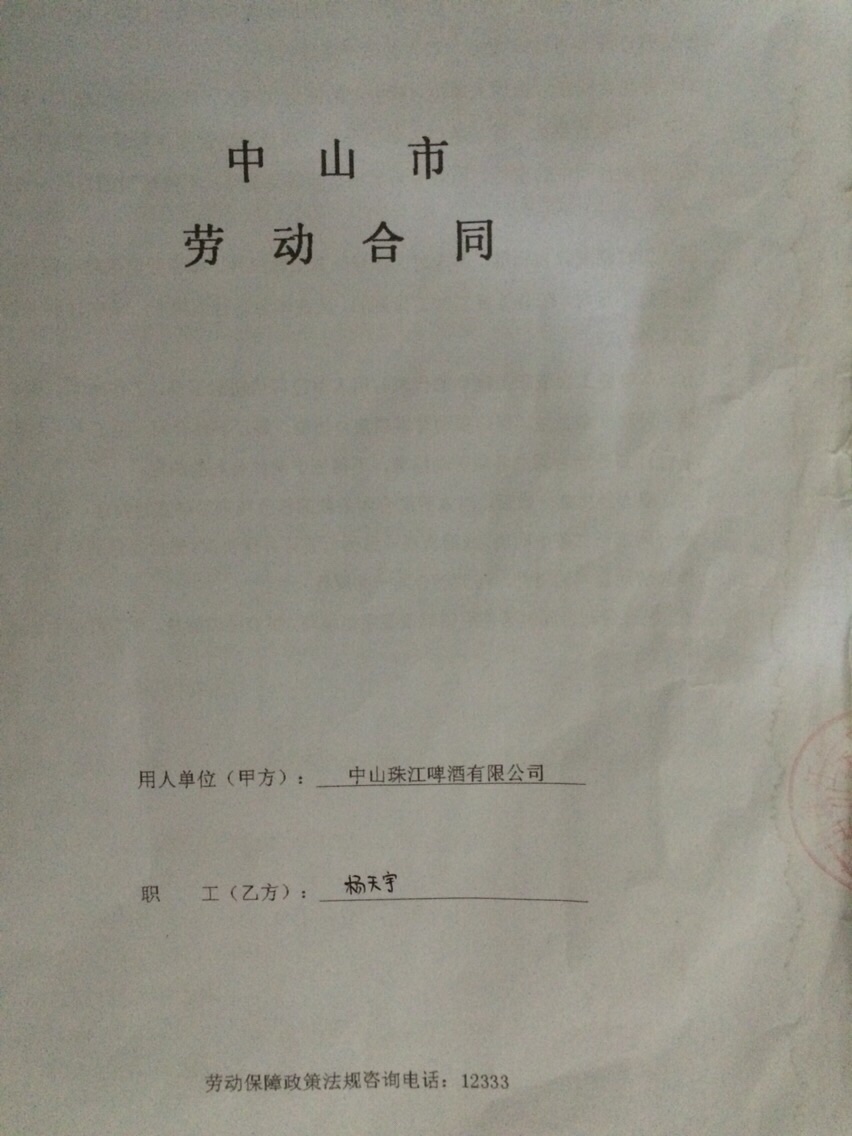 中山市
劳动合同
用人单位（甲方）：中山珠江啤酒有限公司
职 工（乙方）：杨天宇
劳动保障政策法规咨询电话：12333